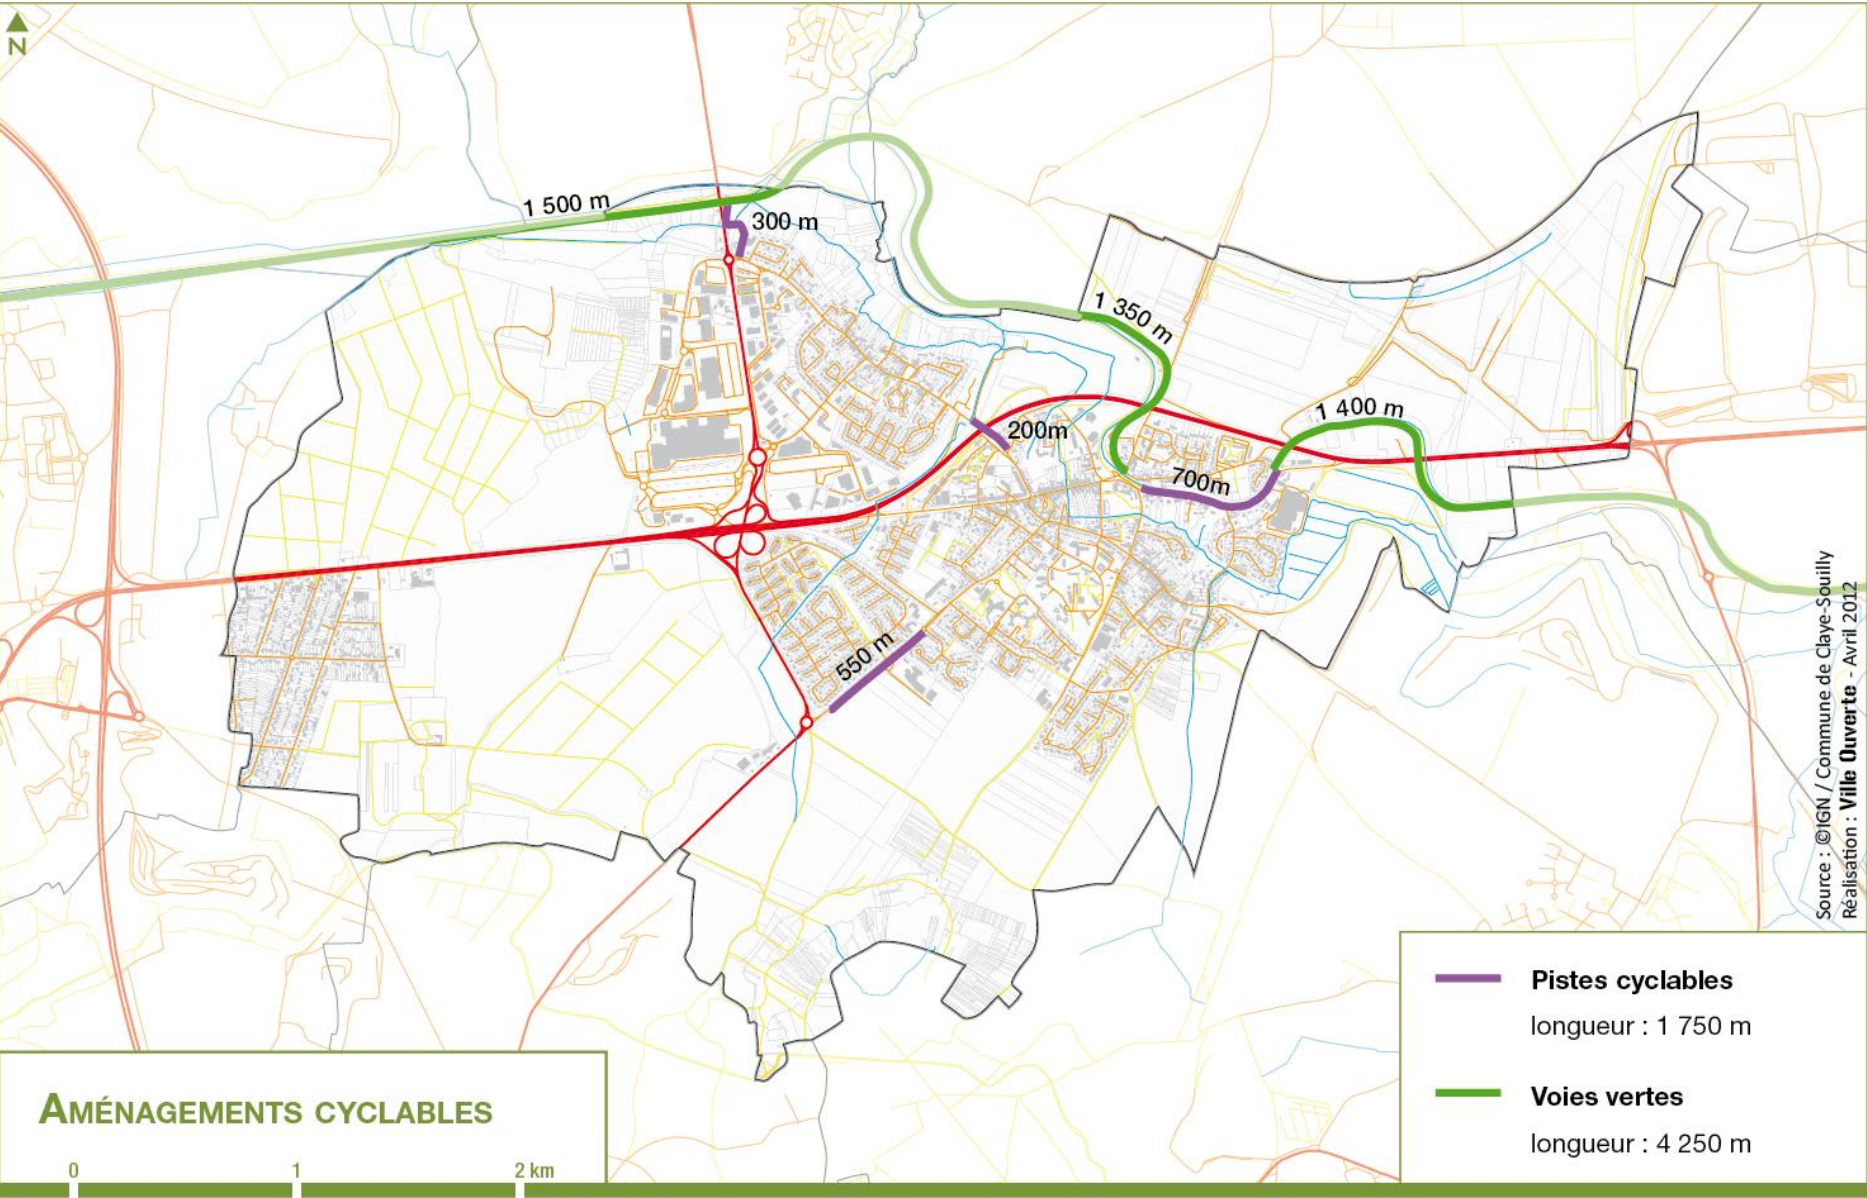 N
1 500 m
300 m
1 350 m
1 400 m
200m
700m
550 m
Source : ©IGN / Commune de Claye-Souilly
Réalisation : Ville Ouverte - Avril 2012
Pistes cyclables
longueur : 1 750 m
Voies vertes
longueur : 4 250 m
AMÉNAGEMENTS CYCLABLES
0 1 2 km